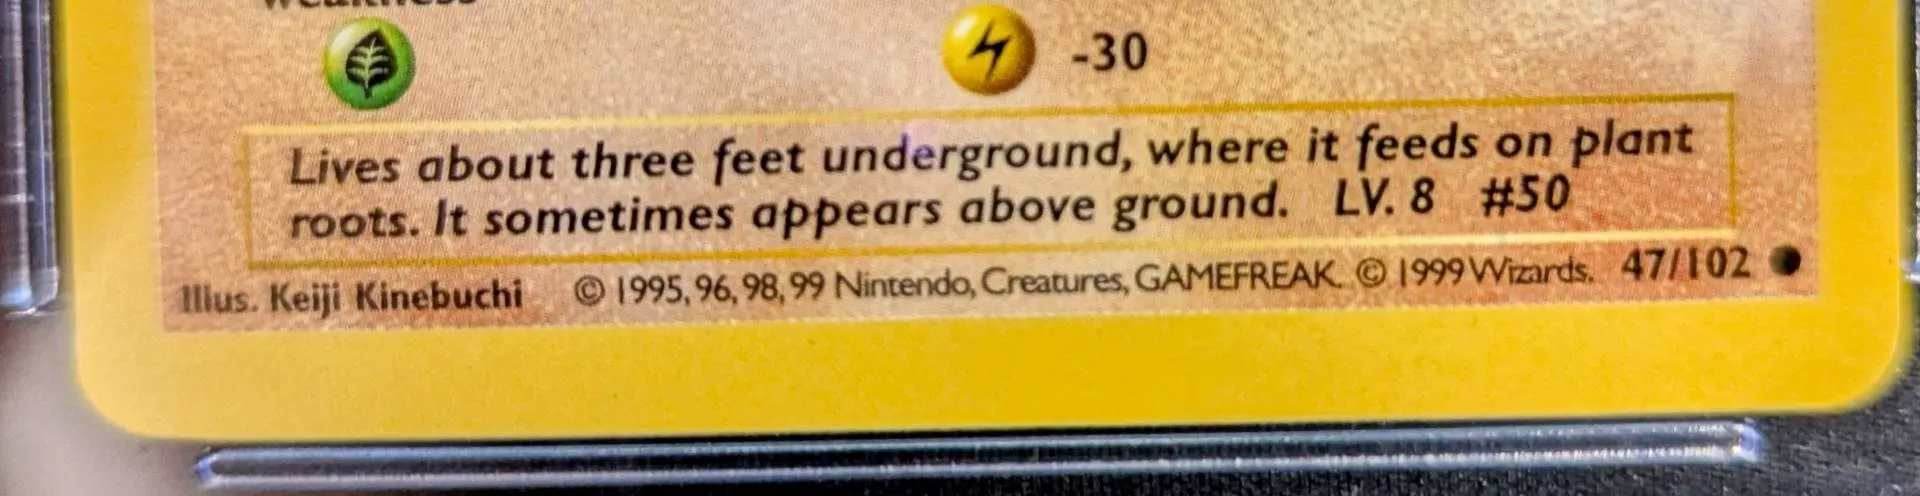 weakness
-30
Lives about three feet underground, where it feeds on plant
roots. It sometimes appears above ground. LV. 8 #50
Illus. Keiji Kinebuchi © 1995, 96, 98, 99 Nintendo, Creatures, GAMEFREAK. © 1999 Wizards. 47/102